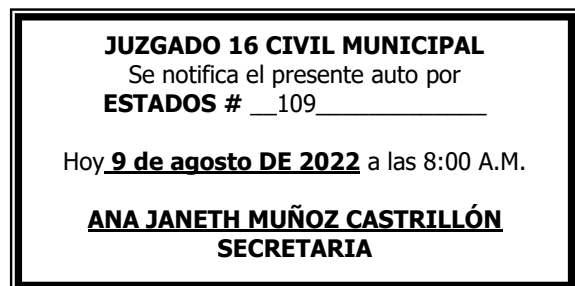 JUZGADO 16 CIVIL MUNICIPAL
Se notifica el presente auto por
ESTADOS # __109_____________
Hoy 9 de agosto DE 2022 a las 8:00 A.M.
ANA JANETH MUÑOZ CASTRILLÓN
SECRETARIA